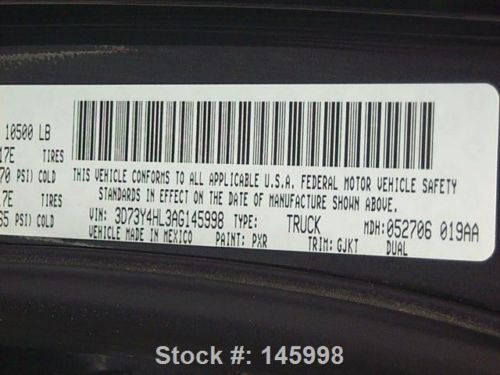 10500 LB
17E TIRES
70 PSI) COLD
7E TIRES
65 PSI) COLD
THIS VEHICLE CONFORMS TO ALL APPLICABLE U.S.A. FEDERAL MOTOR VEHICLE SAFETY
STANDARDS IN EFFECT ON THE DATE OF MANUFACTURE SHOWN ABOVE.
VIN: 3D73Y4HL3AG145998 TYPE: TRUCK MDH: 052706 019AA
VEHICLE MADE IN MEXICO PAINT: PXR TRIM: GJKT DUAL
Stock #: 145998